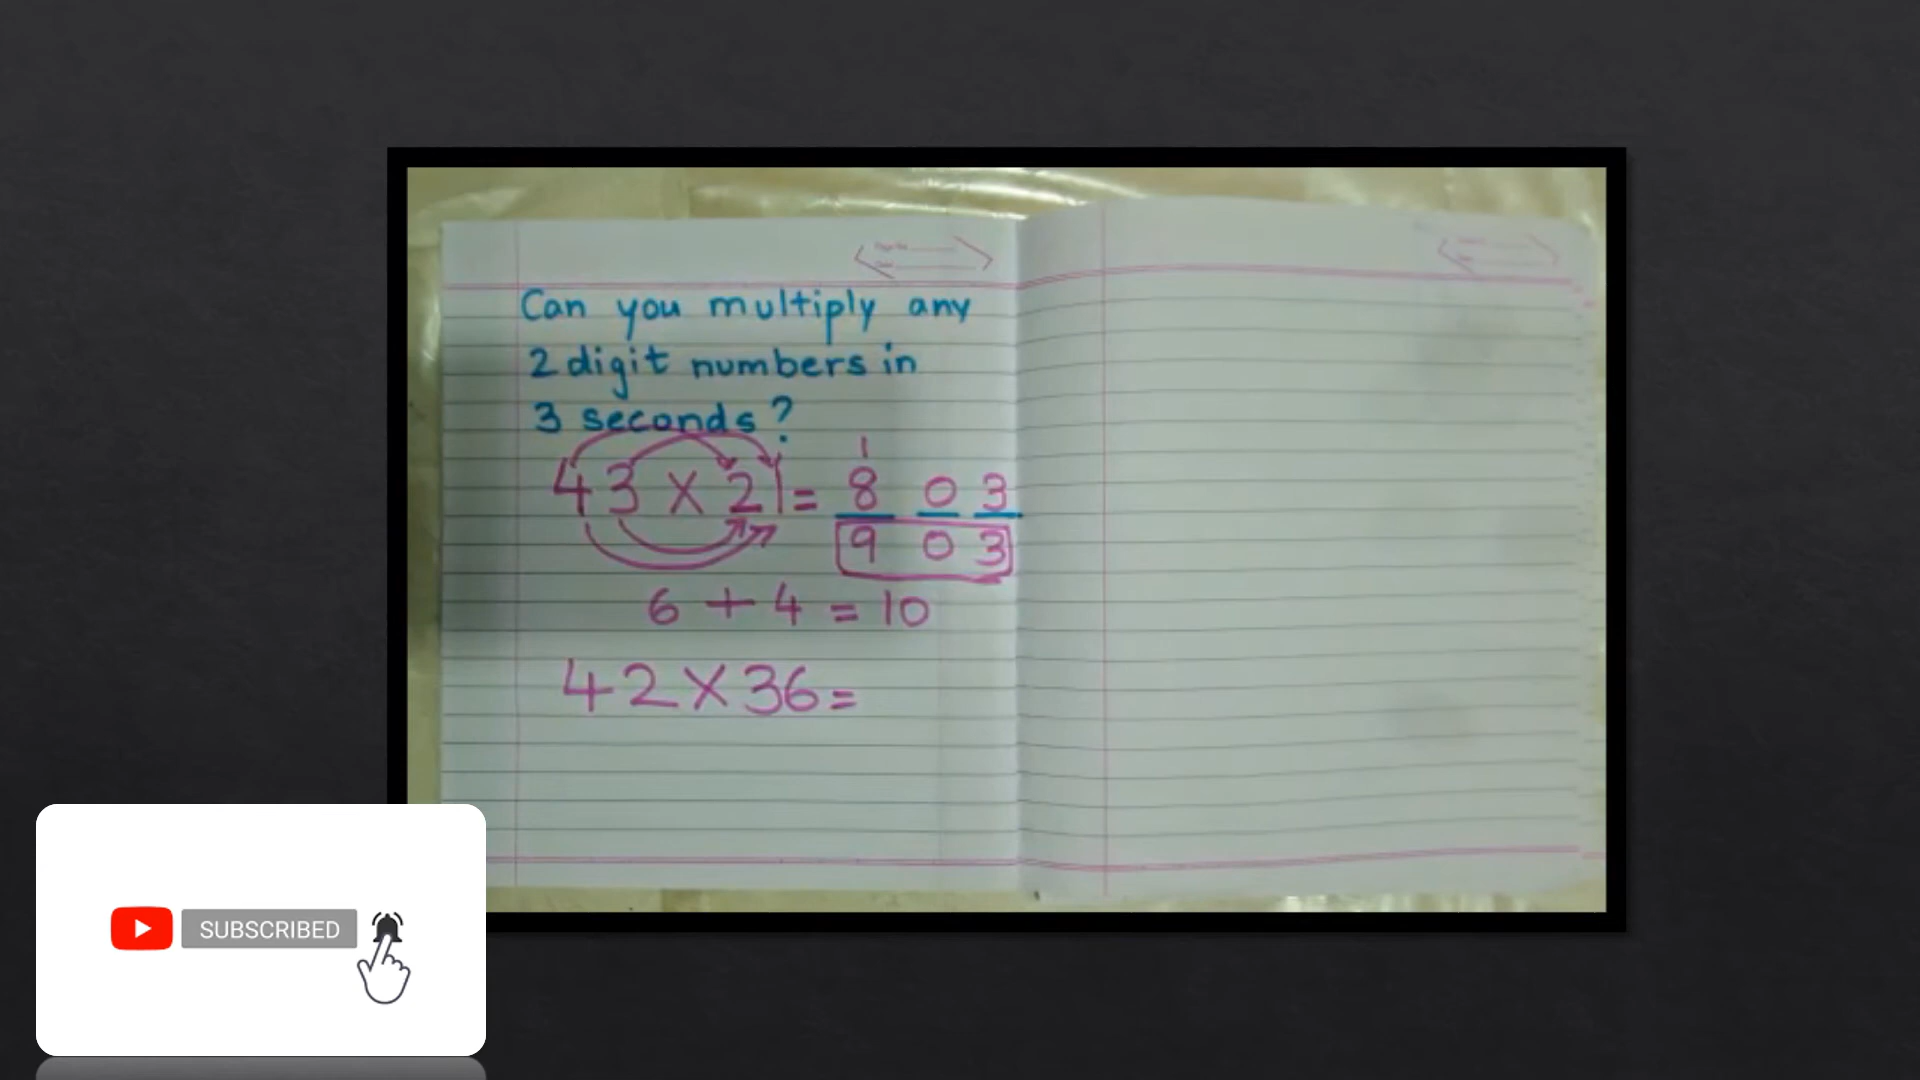 Can you multiply any
2 digit numbers in
3 seconds?
1
43 X 21 = 8 0 3
9 0 3
6 + 4 = 10
42 X 36 =
SUBSCRIBED